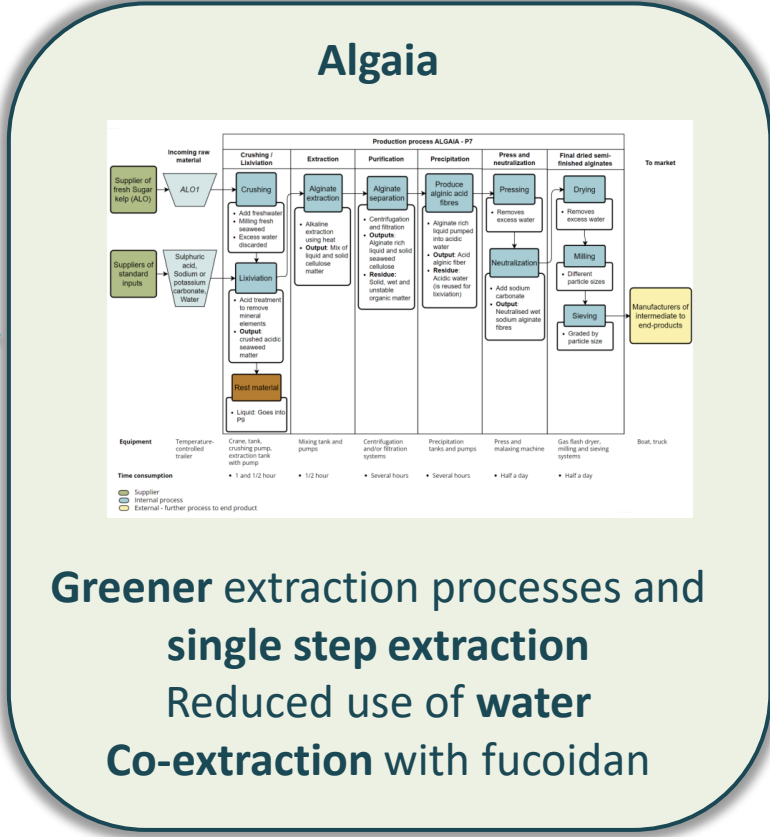 Algaia
Production process ALGAIA - P7
Incoming raw
material
Crushing /
Lixiviation
Extraction
Purification
Precipitation
Press and
neutralization
Final dried semi-
finished alginates
To market
Supplier of
fresh Sugar
kelp (ALO)
ALO1
Crushing
• Add freshwater
• Milling fresh
seaweed
• Excess water
discarded
Alginate
extraction
• Alkaline
extraction
using heat
• Output: Mix of
liquid and solid
cellulose
matter
Alginate
separation
• Centrifugation
and filtration
• Outputs:
Alginate rich
liquid and solid
seaweed
cellulose
• Residue:
Solid, wet and
unstable
organic matter
Produce
alginic acid
fibres
• Alginate rich
liquid pumped
into acidic
water
• Output: Acid
alginic fiber
• Residue:
Acidic water
(is reused for
lixiviation)
Pressing
• Removes
excess water
Drying
• Removes
excess water
Suppliers of
standard
inputs
Sulphuric
acid,
Sodium or
potassium
carbonate,
Water
Lixiviation
• Acid treatment
to remove
mineral
elements
• Output:
crushed acidic
seaweed
matter
Neutralization
• Add sodium
carbonate
• Output:
Neutralised wet
sodium alginate
fibres
Milling
• Different
particle sizes
Sieving
• Graded by
particle size
Manufacturers of
intermediate to
end-products
Rest material
• Liquid: Goes into
P9
Equipment
Temperature-
controlled
trailer
Crane, tank,
crushing pump,
extraction tank
with pump
Mixing tank and
pumps
Centrifugation
and/or filtration
systems
Precipitation
tanks and pumps
Press and
malaxing machine
Gas flash dryer,
milling and sieving
systems
Boat, truck
Time consumption
• 1 and 1/2 hour
• 1/2 hour
• Several hours
• Several hours
• Half a day
• Half a day
Supplier
Internal process
External - further process to end product
Greener extraction processes and
single step extraction
Reduced use of water
Co-extraction with fucoidan